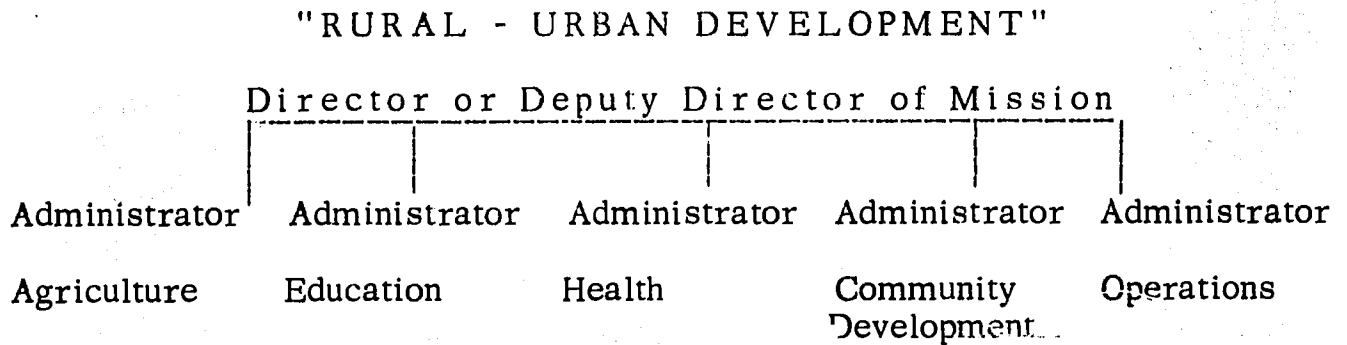 "RURAL - URBAN DEVELOPMENT"
Director or Deputy Director of Mission
Administrator Administrator Administrator Administrator Administrator
Agriculture Education Health Community Operations
Development